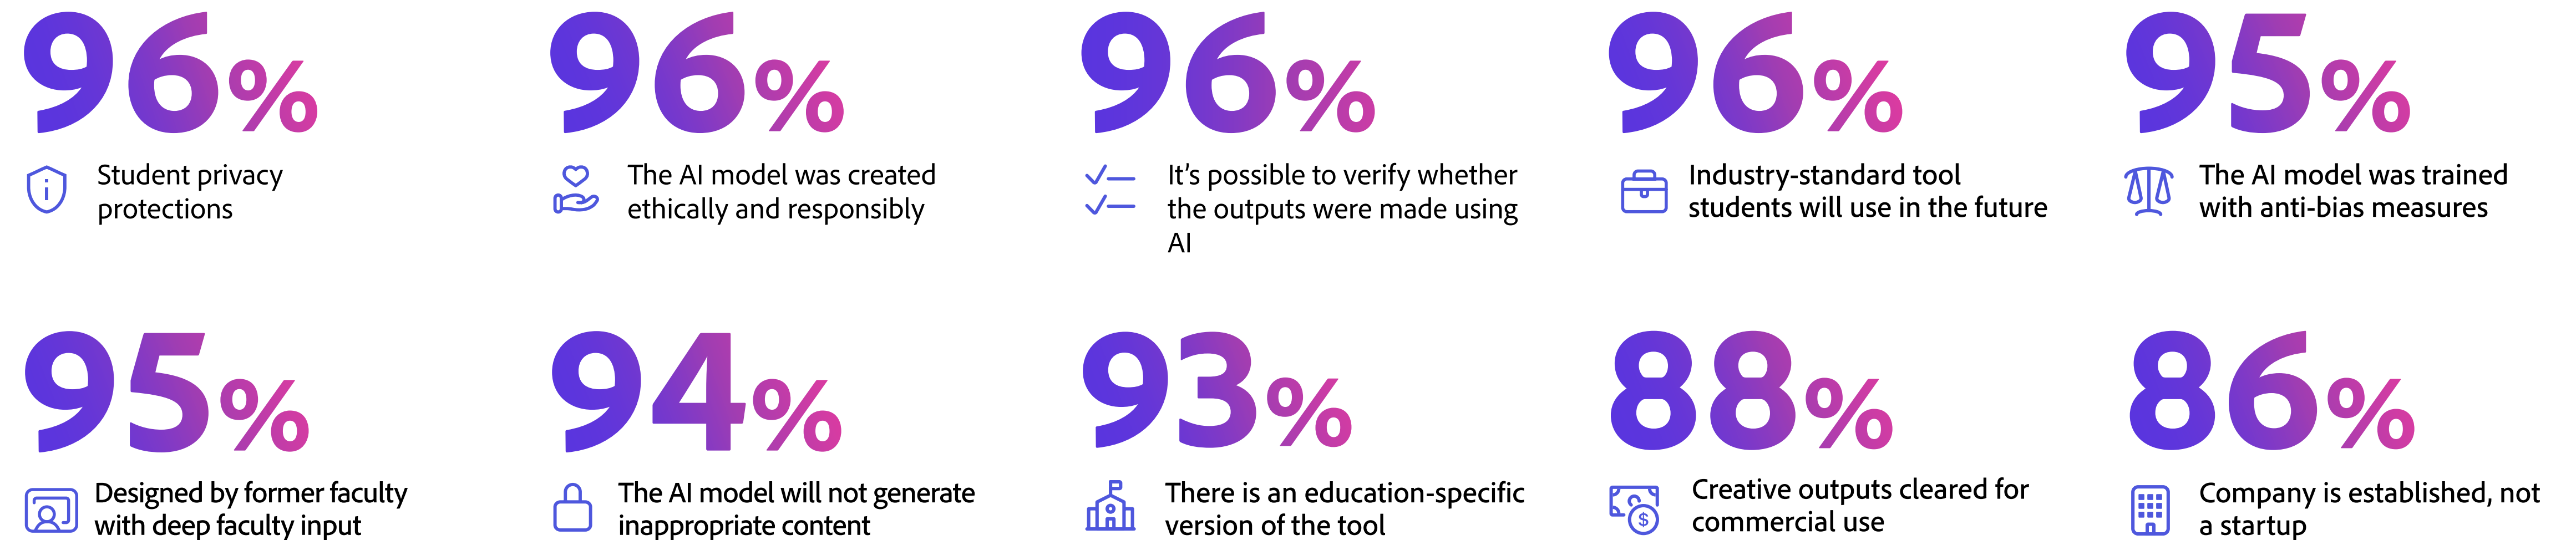 96%
Student privacy
protections
96%
The AI model was created
ethically and responsibly
96%
It’s possible to verify whether
the outputs were made using
AI
96%
Industry-standard tool
students will use in the future
95%
The AI model was trained
with anti-bias measures
95%
Designed by former faculty
with deep faculty input
94%
The AI model will not generate
inappropriate content
93%
There is an education-specific
version of the tool
88%
$
Creative outputs cleared for
commercial use
86%
Company is established, not
a startup